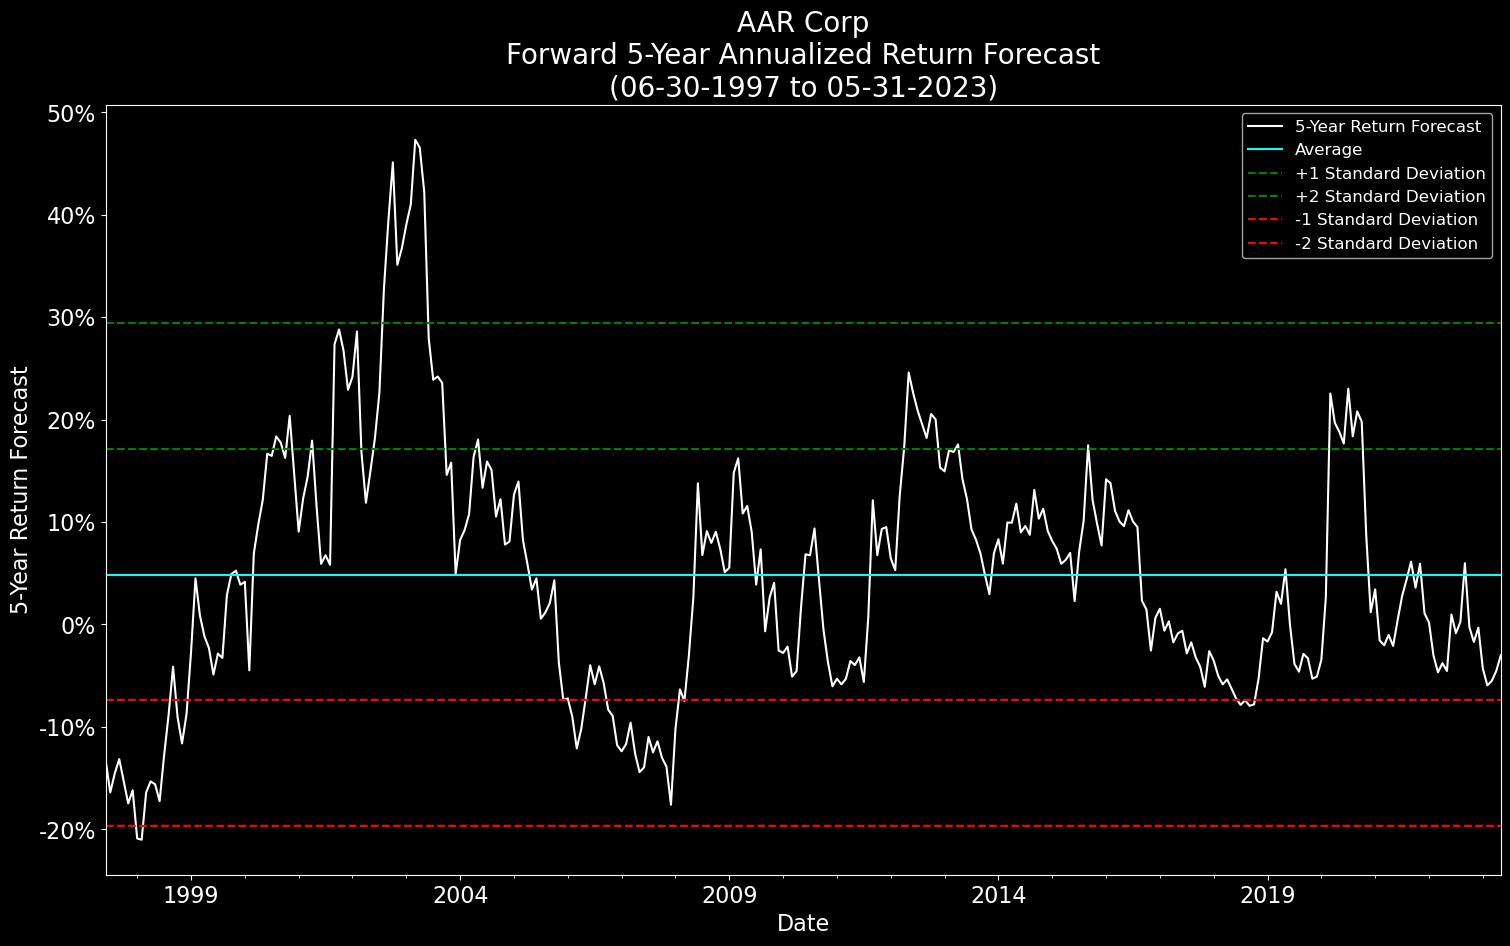 AAR Corp
Forward 5-Year Annualized Return Forecast
(06-30-1997 to 05-31-2023)
5-Year Return Forecast
50%
40%
30%
20%
10%
0%
-10%
-20%
5-Year Return Forecast
Average
+1 Standard Deviation
+2 Standard Deviation
-1 Standard Deviation
-2 Standard Deviation
1999 2004 2009 2014 2019
Date